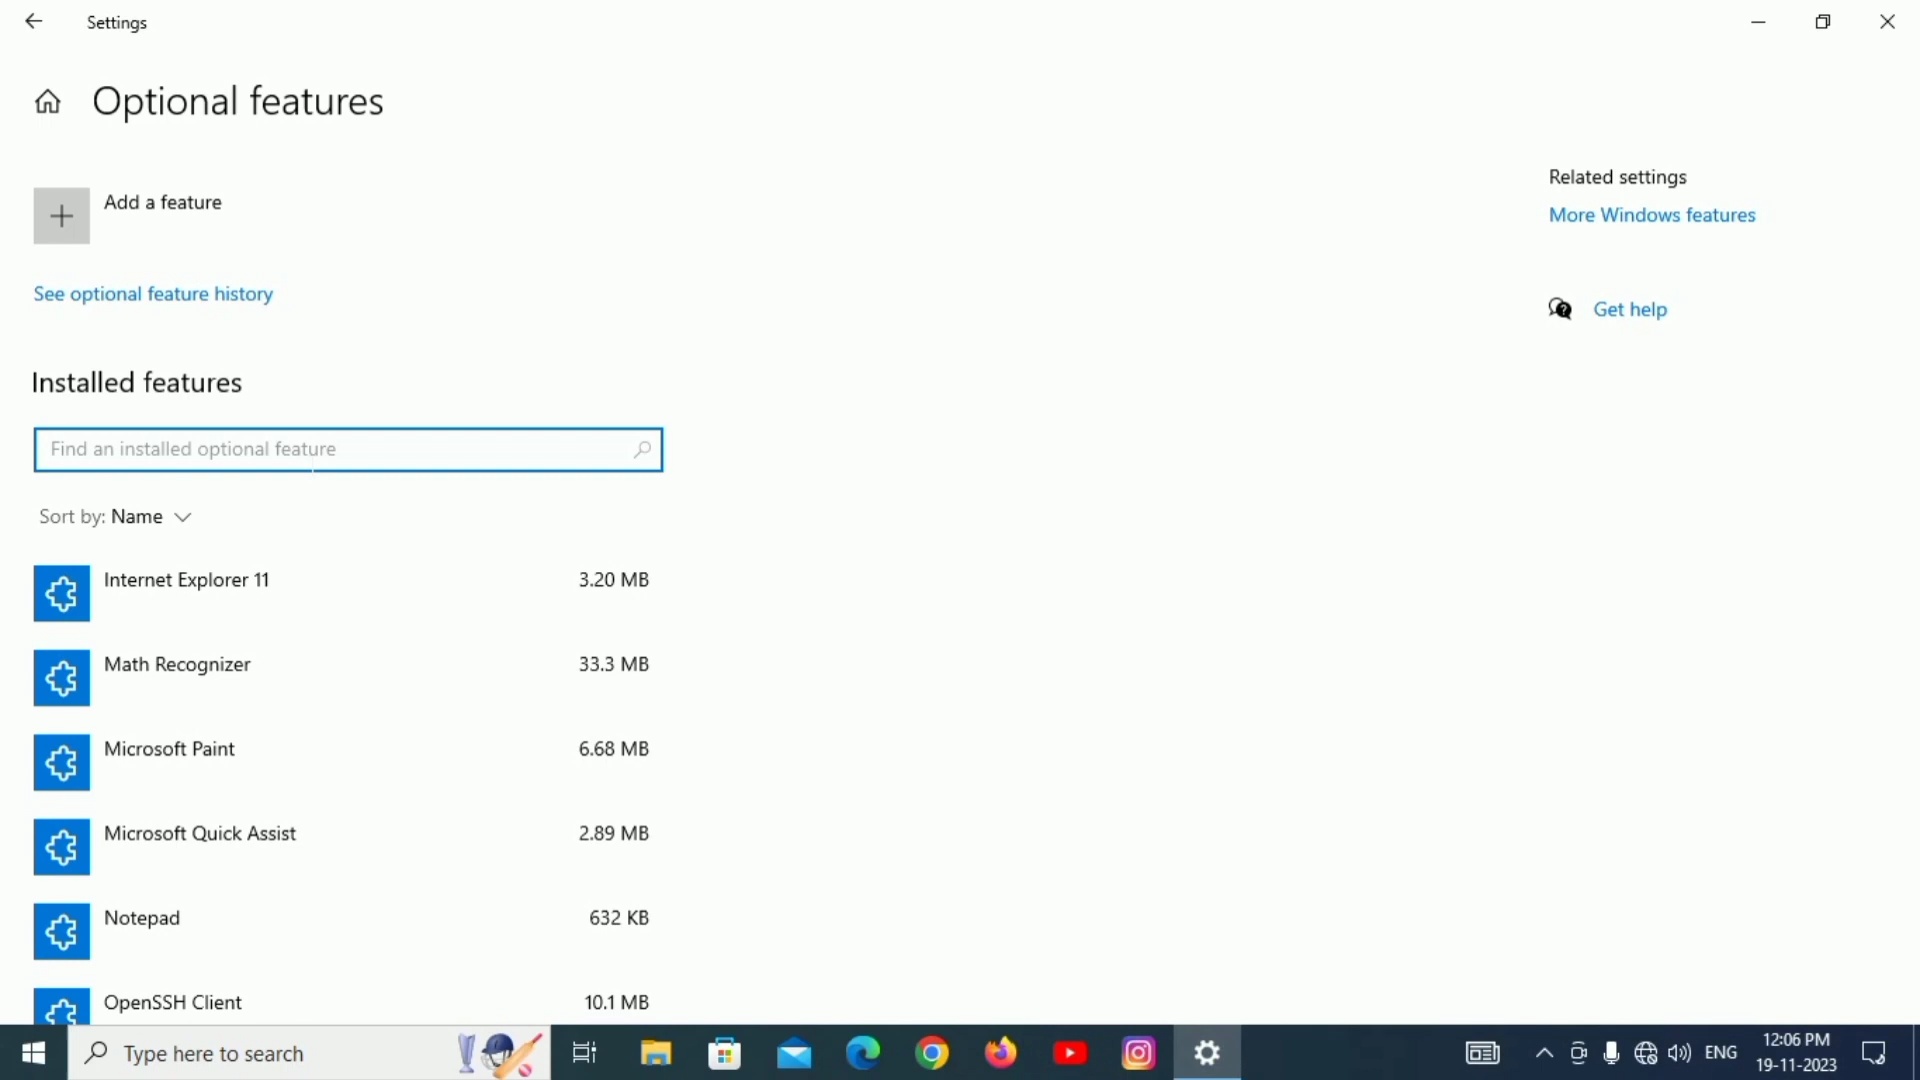 Settings
Optional features
Add a feature
See optional feature history
Installed features
Find an installed optional feature
Sort by: Name
Internet Explorer 11 3.20 MB
Math Recognizer 33.3 MB
Microsoft Paint 6.68 MB
Microsoft Quick Assist 2.89 MB
Notepad 632 KB
OpenSSH Client 10.1 MB
Related settings
More Windows features
Get help
Type here to search
ENG
12:06 PM
19-11-2023